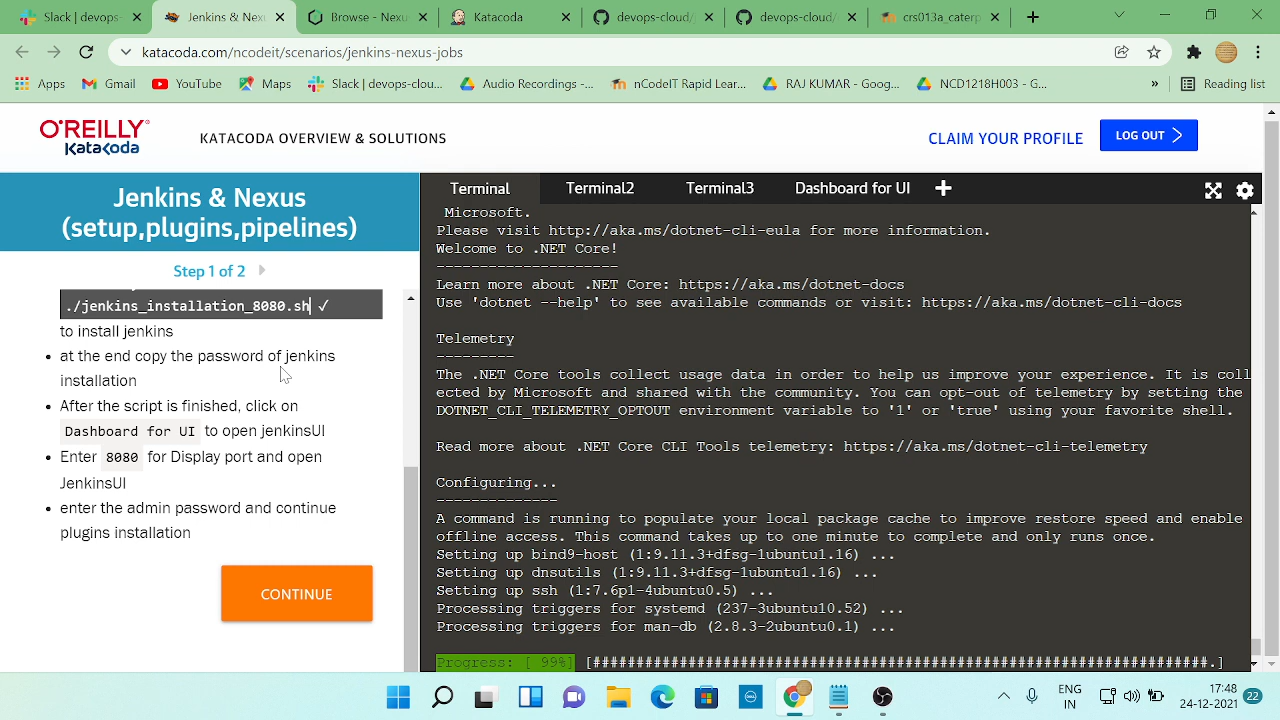 Slack | devops-
Jenkins & Nex
Browse - Nexu
Katacoda
devops-cloud/j
devops-cloud/
crs013a_caterp
katacoda.com/ncodeit/scenarios/jenkins-nexus-jobs
Apps
Gmail
YouTube
Maps
Slack | devops-clou...
Audio Recordings -...
nCodeIT Rapid Lear...
RAJ KUMAR - Goog...
NCD1218H003 - G...
»
Reading list
O'REILLY®
Katacoda
KATACODA OVERVIEW & SOLUTIONS
CLAIM YOUR PROFILE
LOG OUT
Jenkins & Nexus
(setup,plugins,pipelines)
Step 1 of 2
./jenkins_installation_8080.sh ✓
to install jenkins
• at the end copy the password of jenkins
installation
• After the script is finished, click on
Dashboard for UI to open jenkinsUI
• Enter 8080 for Display port and open
JenkinsUI
• enter the admin password and continue
plugins installation
CONTINUE
Terminal
Terminal2
Terminal3
Dashboard for UI
Microsoft.
Please visit http://aka.ms/dotnet-cli-eula for more information.
Welcome to .NET Core!
---------------------
Learn more about .NET Core: https://aka.ms/dotnet-docs
Use 'dotnet --help' to see available commands or visit: https://aka.ms/dotnet-cli-docs
Telemetry
---------
The .NET Core tools collect usage data in order to help us improve your experience. It is coll
ected by Microsoft and shared with the community. You can opt-out of telemetry by setting the
DOTNET_CLI_TELEMETRY_OPTOUT environment variable to '1' or 'true' using your favorite shell.
Read more about .NET Core CLI Tools telemetry: https://aka.ms/dotnet-cli-telemetry
Configuring...
--------------
A command is running to populate your local package cache to improve restore speed and enable
offline access. This command takes up to one minute to complete and only runs once.
Setting up bind9-host (1:9.11.3+dfsg-1ubuntu1.16) ...
Setting up dnsutils (1:9.11.3+dfsg-1ubuntu1.16) ...
Setting up ssh (1:7.6p1-4ubuntu0.5) ...
Processing triggers for systemd (237-3ubuntu10.52) ...
Processing triggers for man-db (2.8.3-2ubuntu0.1) ...
Progress: [ 99%] [#####################################################################.]
DELL
ENG
IN
17:48
24-12-2021
22